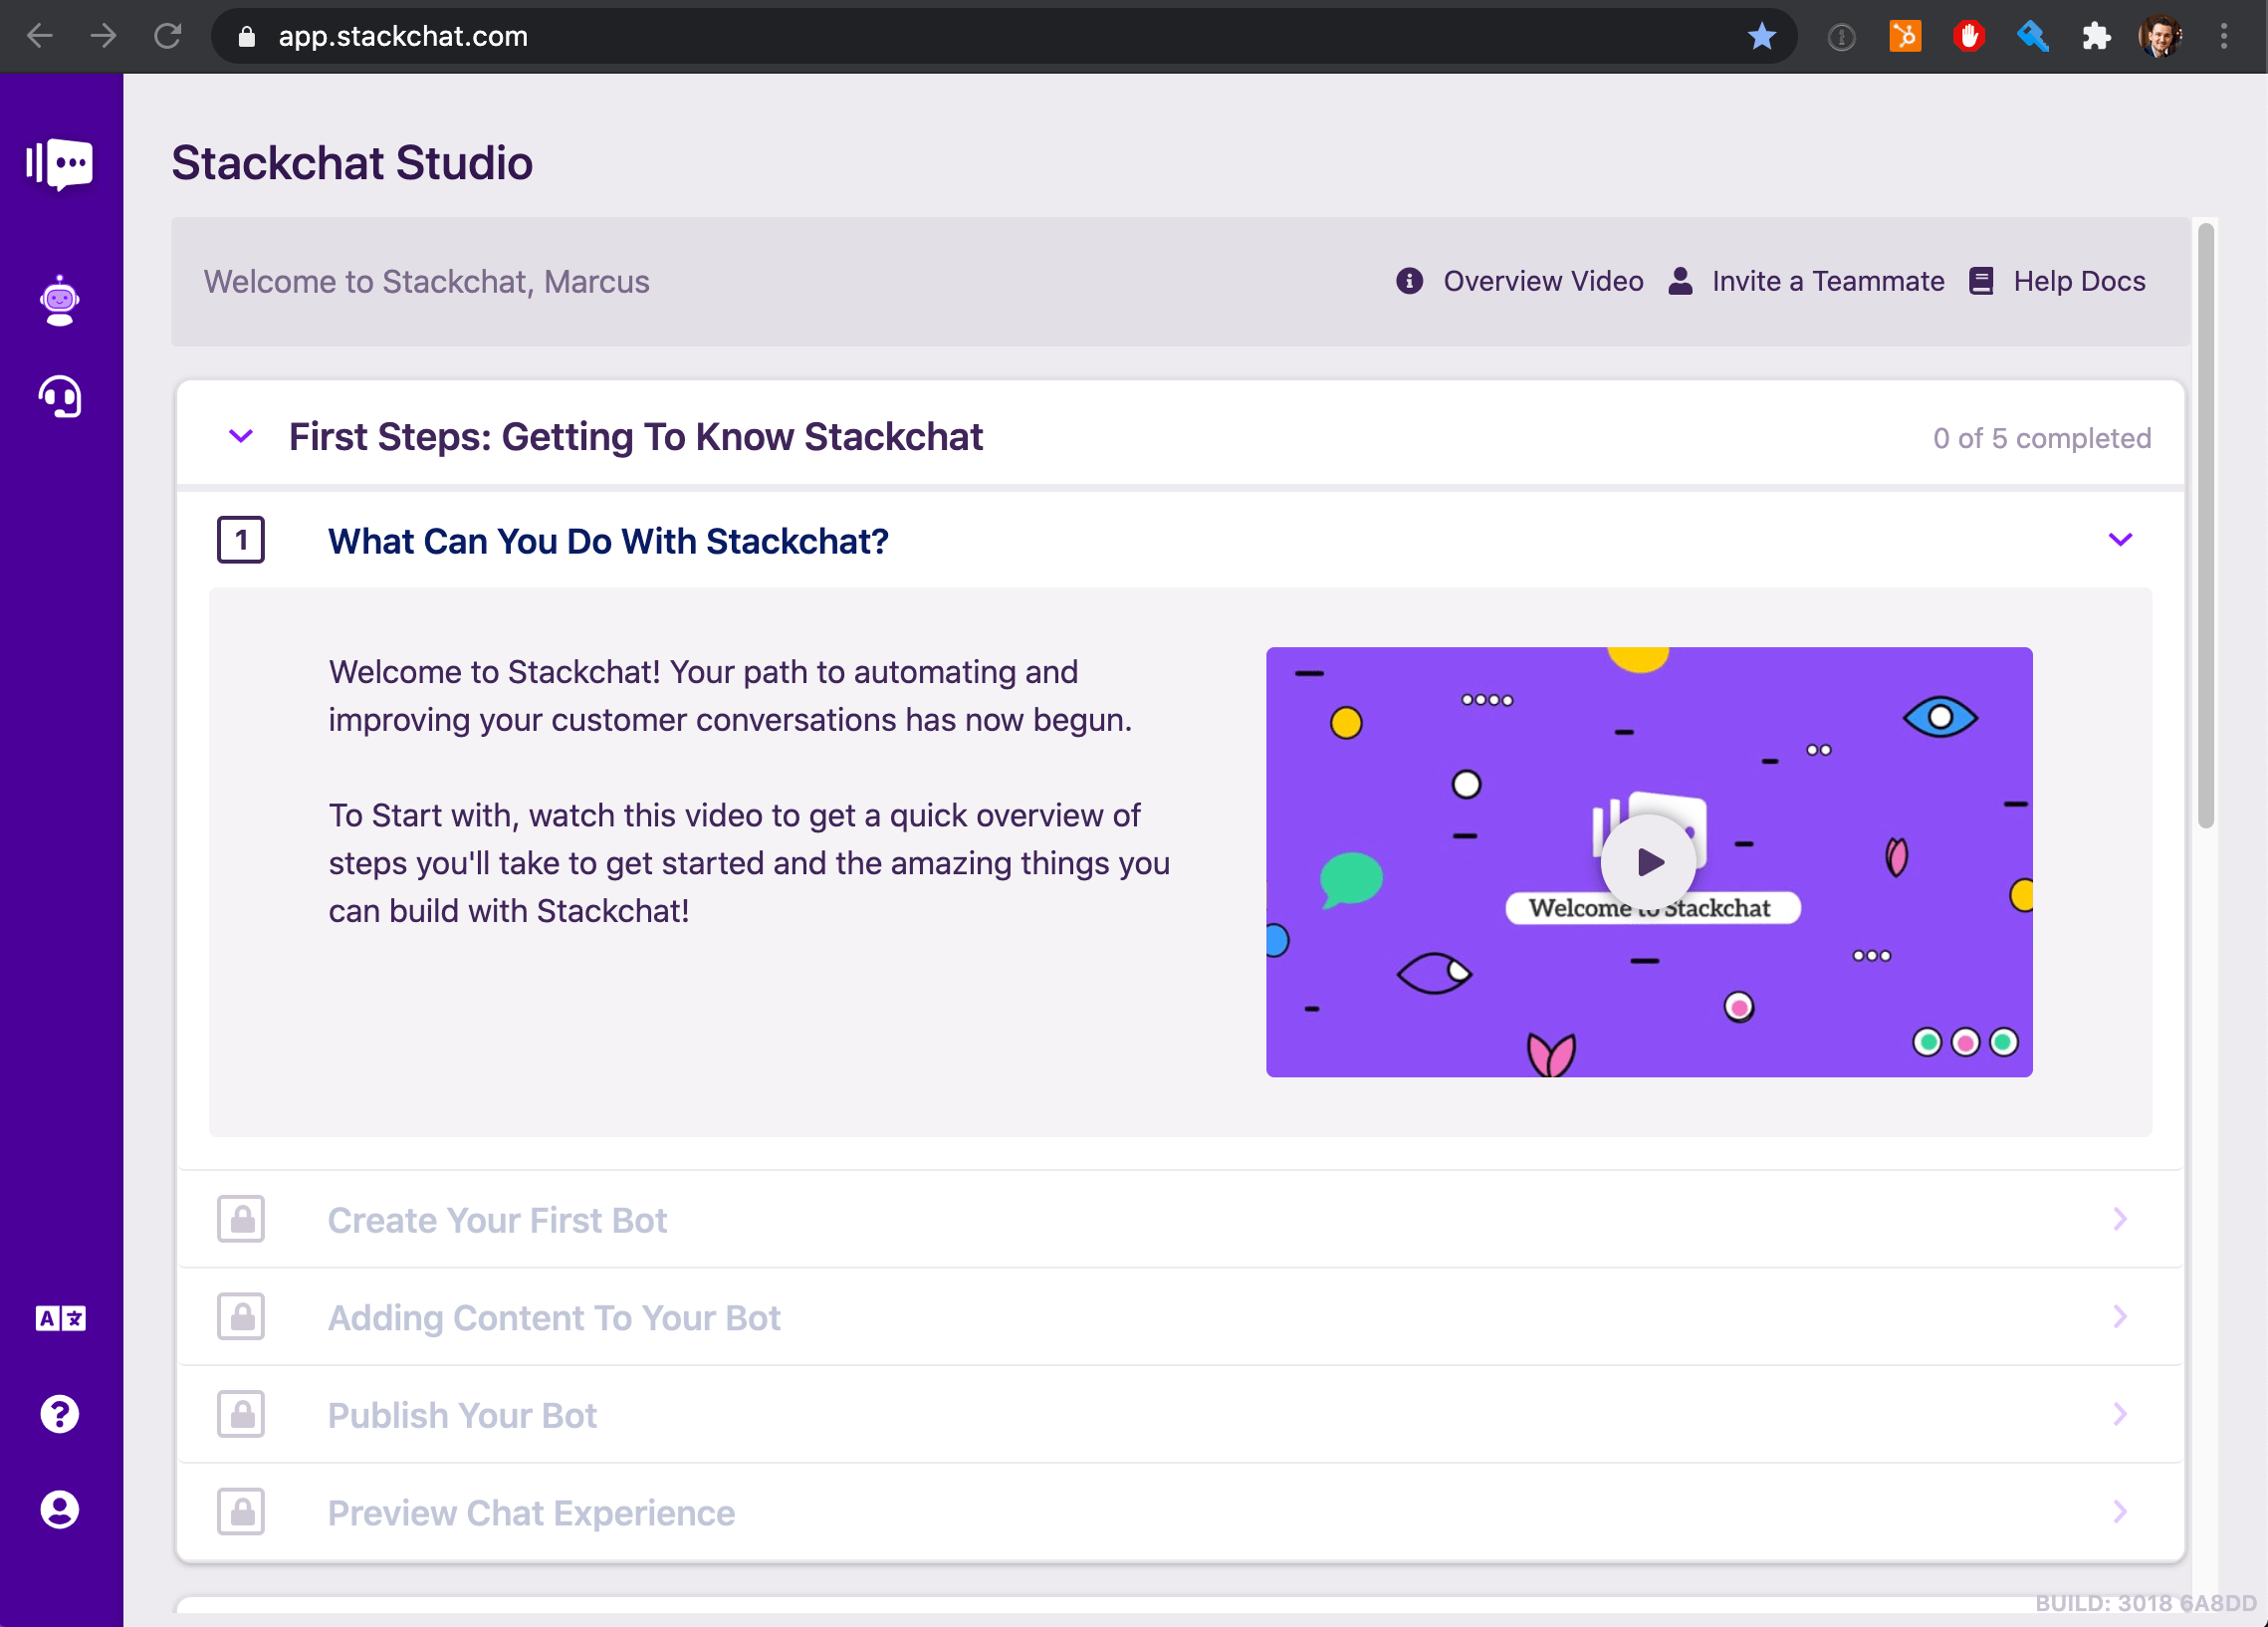 app.stackchat.com
Stackchat Studio
Welcome to Stackchat, Marcus
Overview Video
Invite a Teammate
Help Docs
First Steps: Getting To Know Stackchat
0 of 5 completed
1
What Can You Do With Stackchat?
Welcome to Stackchat! Your path to automating and
improving your customer conversations has now begun.
To Start with, watch this video to get a quick overview of
steps you'll take to get started and the amazing things you
can build with Stackchat!
Welcome to Stackchat
Create Your First Bot
Adding Content To Your Bot
Publish Your Bot
Preview Chat Experience
A 文
?
BUILD: 3018 6A8DD